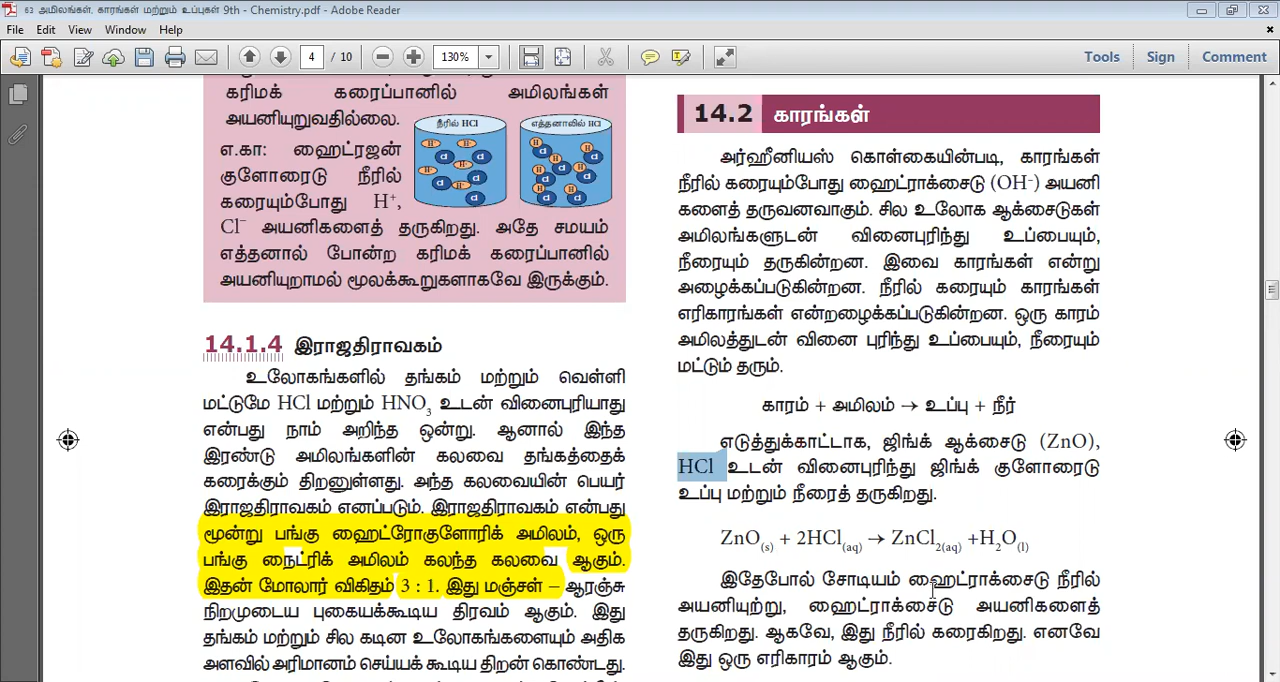 63 அமிலங்கள், காரங்கள் மற்றும் உப்புகள் 9th - Chemistry.pdf - Adobe Reader
File Edit View Window Help
4 / 10 130% Tools Sign Comment
கரிமக் கரைப்பானில் அமிலங்கள்
அயனியுறுவதில்லை.
எ.கா: ஹைட்ரஜன்
குளோரைடு நீரில்
கரையும்போது H⁺,
நீரில் HCl
எத்தனாலில் HCl
Cl⁻ அயனிகளைத் தருகிறது. அதே சமயம்
எத்தனால் போன்ற கரிமக் கரைப்பானில்
அயனியுறாமல் மூலக்கூறுகளாகவே இருக்கும்.
14.1.4 இராஜதிராவகம்
உலோகங்களில் தங்கம் மற்றும் வெள்ளி
மட்டுமே HCl மற்றும் HNO₃ உடன் வினைபுரியாது
என்பது நாம் அறிந்த ஒன்று. ஆனால் இந்த
இரண்டு அமிலங்களின் கலவை தங்கத்தைக்
கரைக்கும் திறனுள்ளது. அந்த கலவையின் பெயர்
இராஜதிராவகம் எனப்படும். இராஜதிராவகம் என்பது
மூன்று பங்கு ஹைட்ரோகுளோரிக் அமிலம், ஒரு
பங்கு நைட்ரிக் அமிலம் கலந்த கலவை ஆகும்.
இதன் மோலார் விகிதம் 3 : 1. இது மஞ்சள் – ஆரஞ்சு
நிறமுடைய புகையக்கூடிய திரவம் ஆகும். இது
தங்கம் மற்றும் சில கடின உலோகங்களையும் அதிக
அளவில் அரிமானம் செய்யக் கூடிய திறன் கொண்டது.
14.2 காரங்கள்
அர்ஹீனியஸ் கொள்கையின்படி, காரங்கள்
நீரில் கரையும்போது ஹைட்ராக்சைடு (OH⁻) அயனி
களைத் தருவனவாகும். சில உலோக ஆக்சைடுகள்
அமிலங்களுடன் வினைபுரிந்து உப்பையும்,
நீரையும் தருகின்றன. இவை காரங்கள் என்று
அழைக்கப்படுகின்றன. நீரில் கரையும் காரங்கள்
எரிகாரங்கள் என்றழைக்கப்படுகின்றன. ஒரு காரம்
அமிலத்துடன் வினை புரிந்து உப்பையும், நீரையும்
மட்டும் தரும்.
காரம் + அமிலம் → உப்பு + நீர்
எடுத்துக்காட்டாக, ஜிங்க் ஆக்சைடு (ZnO),
HCl உடன் வினைபுரிந்து ஜிங்க் குளோரைடு
உப்பு மற்றும் நீரைத் தருகிறது.
ZnO(s) + 2HCl(aq) → ZnCl₂(aq) +H₂O(l)
இதேபோல் சோடியம் ஹைட்ராக்சைடு நீரில்
அயனியுற்று, ஹைட்ராக்சைடு அயனிகளைத்
தருகிறது. ஆகவே, இது நீரில் கரைகிறது. எனவே
இது ஒரு எரிகாரம் ஆகும்.